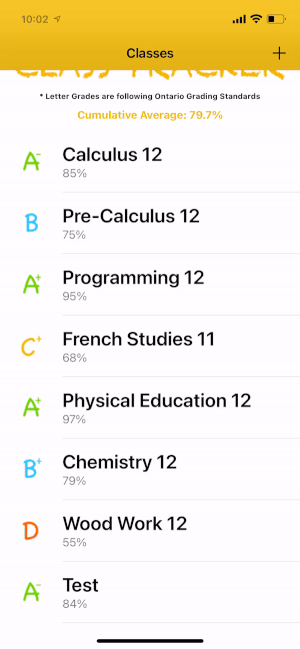 10:02
Classes
+
CLASS TRACKER
* Letter Grades are following Ontario Grading Standards
Cumulative Average: 79.7%
A-
Calculus 12
85%
B
Pre-Calculus 12
75%
A+
Programming 12
95%
C+
French Studies 11
68%
A+
Physical Education 12
97%
B+
Chemistry 12
79%
D
Wood Work 12
55%
A-
Test
84%